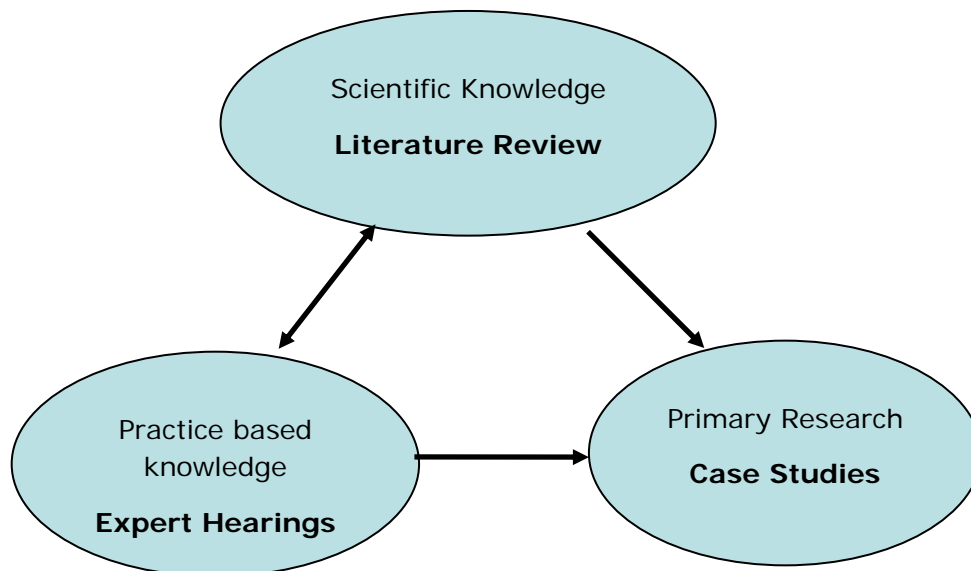 Scientific Knowledge
Literature Review
Practice based
knowledge
Expert Hearings
Primary Research
Case Studies